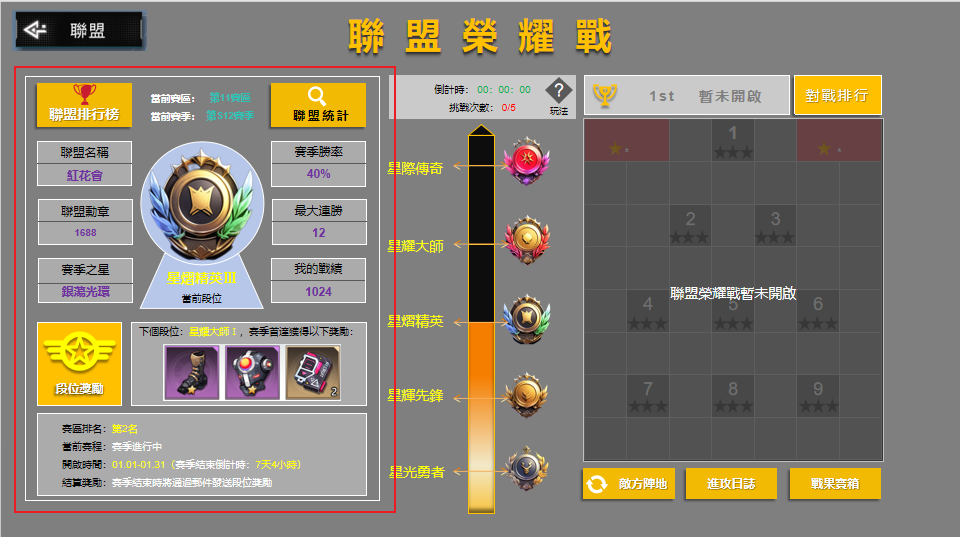 聯盟
聯盟榮耀戰
聯盟排行榜
當前賽區： 第11賽區
當前賽季： 第S12賽季
聯盟統計
聯盟名稱
紅花會
賽季勝率
40%
聯盟勳章
1688
最大連勝
12
賽季之星
銀蕩光環
我的戰績
1024
星熠精英III
當前段位
段位獎勵
下個段位：星耀大師 I ，賽季首達獲得以下獎勵：
2
賽區排名：第2名
當前賽程：賽季進行中
開啟時間：01.01-01.31（賽季結束倒計時：7天4小時）
結算獎勵：賽季結束時將通過郵件發送段位獎勵
倒計時： 00：00：00
挑戰次數： 0/5
?
玩法
星際傳奇
星耀大師
星熠精英
星輝先鋒
星光勇者
1st 暫未開啟
對戰排行
1
2
3
聯盟榮耀戰暫未開啟
4
5
6
7
8
9
敵方陣地
進攻日誌
戰果寶箱